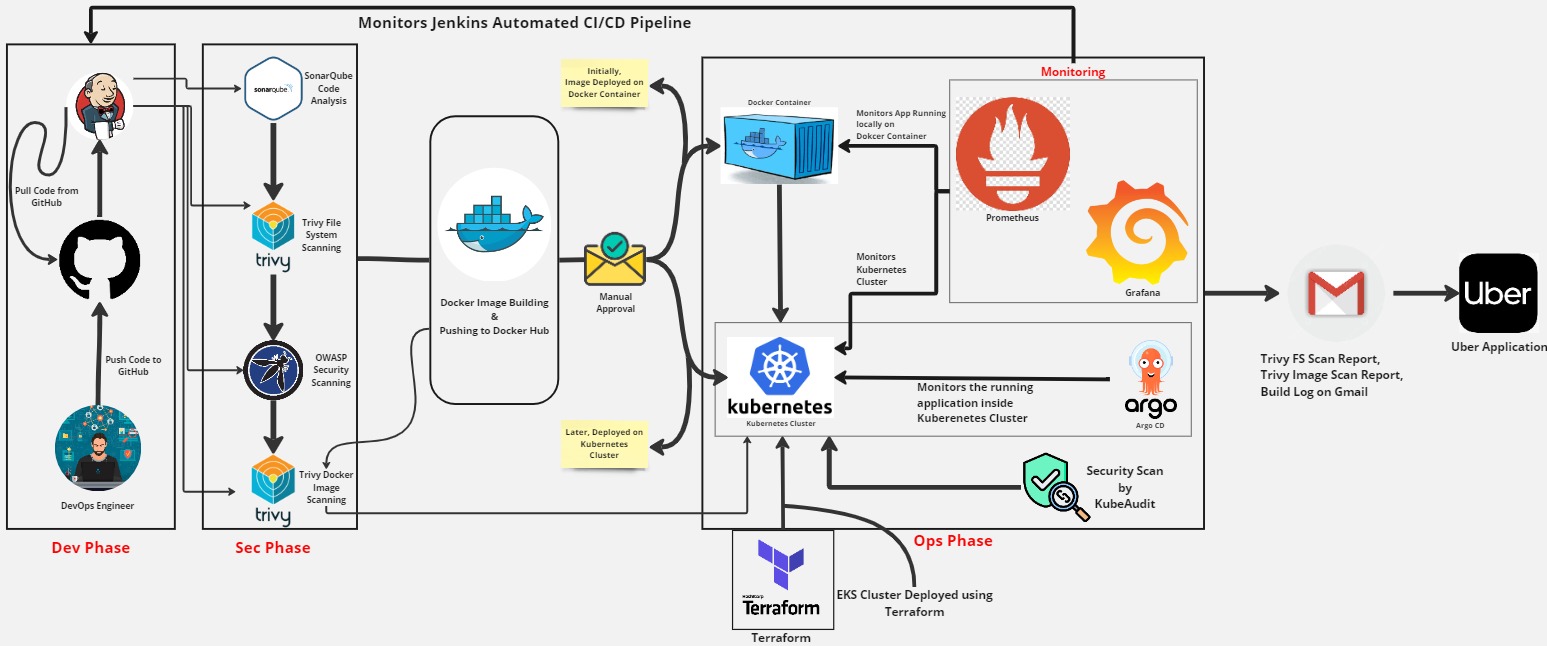 Monitors Jenkins Automated CI/CD Pipeline
Pull Code from
GitHub
Push Code to
GitHub
DevOps Engineer
Dev Phase
sonarqube
SonarQube
Code
Analysis
Trivy File
System
Scanning
trivy
OWASP
Security
Scanning
Trivy Docker
Image
Scanning
trivy
Sec Phase
Docker Image Building
&
Pushing to Docker Hub
Initially,
Image Deployed on
Docker Container
Manual
Approval
Later, Deployed on
Kubernetes
Cluster
Monitoring
Docker Container
Monitors App Running
locally on
Dokcer Container
Prometheus
Grafana
Monitors
Kubernetes
Cluster
kubernetes
Kubernetes Cluster
Monitors the running
application inside
Kuberenetes Cluster
argo
Argo CD
Security Scan
by
KubeAudit
Ops Phase
HashiCorp
Terraform
Terraform
EKS Cluster Deployed using
Terraform
Trivy FS Scan Report,
Trivy Image Scan Report,
Build Log on Gmail
Uber
Uber Application